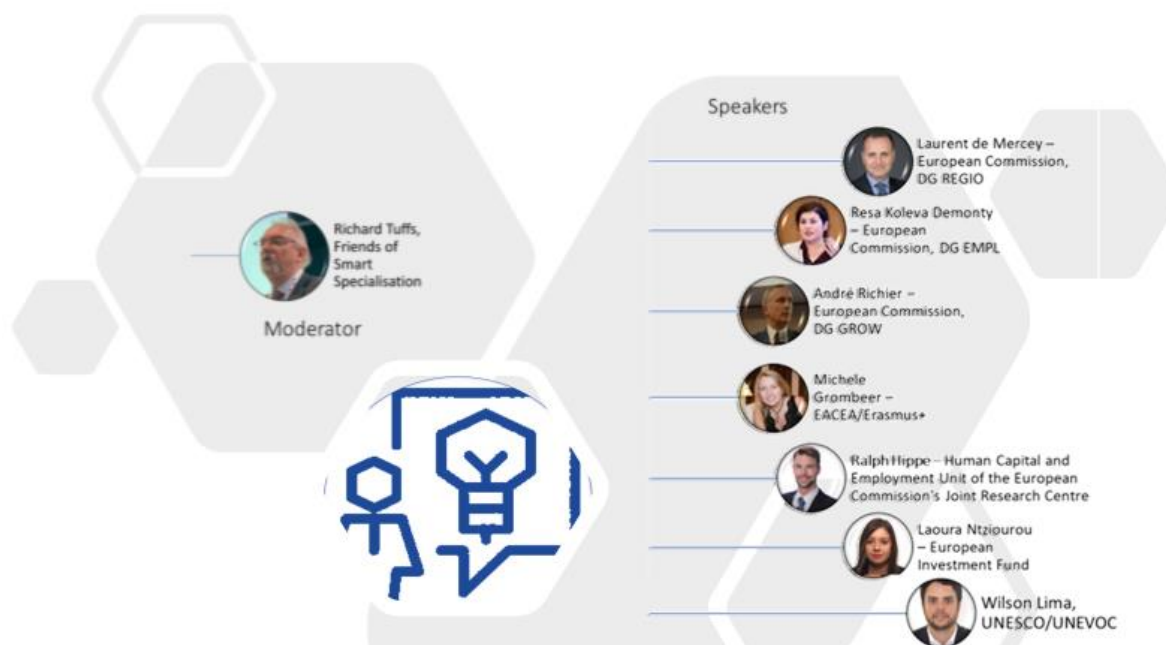 Richard Tuffs,
Friends of
Smart
Specialisation
Moderator
Speakers
Laurent de Mercey –
European Commission,
DG REGIO
Resa Koleva Demonty
– European
Commission, DG EMPL
André Richier –
European Commission,
DG GROW
Michele
Grombeer –
EACEA/Erasmus+
Ralph Hippe – Human Capital and
Employment Unit of the European
Commission's Joint Research Centre
Laoura Ntziourou
– European
Investment Fund
Wilson Lima,
UNESCO/UNEVOC